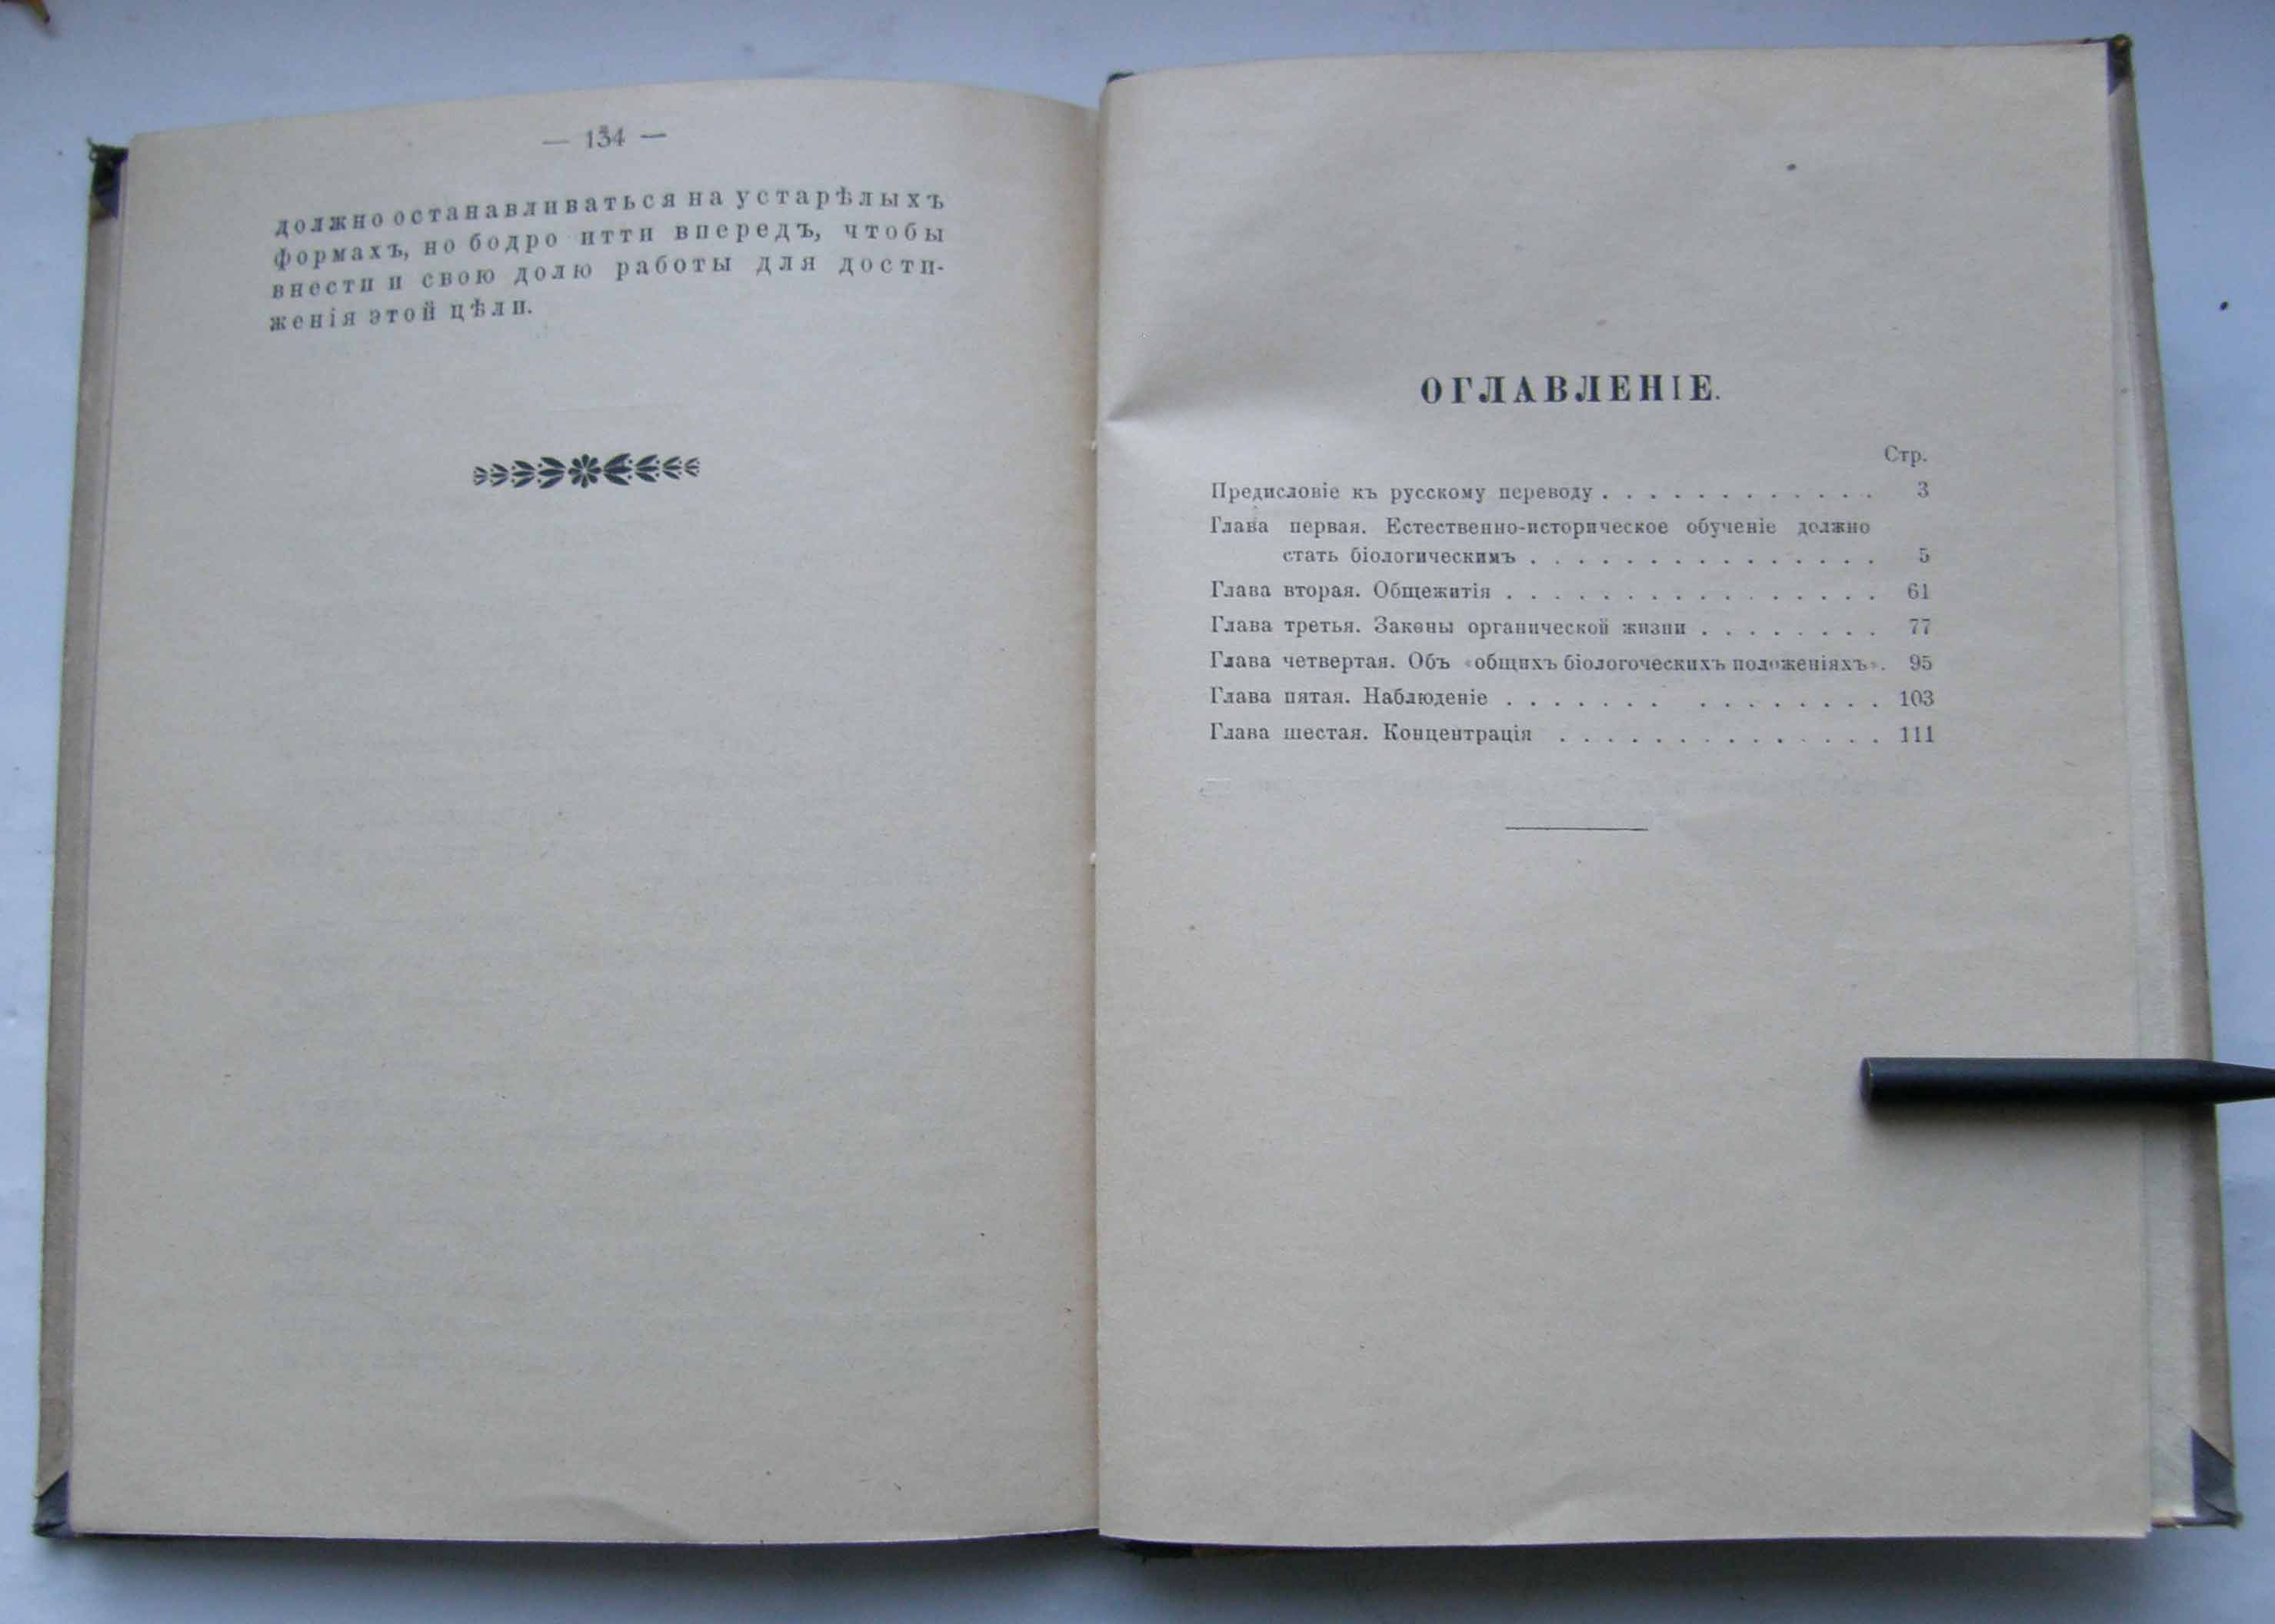 — 134 —
должно останавливаться на устарѣлыхъ
формахъ, но бодро итти впередъ, чтобы
внести и свою долю работы для дости-
женія этой цѣли.
ОГЛАВЛЕНІЕ.
Стр.
Предисловіе къ русскому переводу . . . . . . . . . . . . 3
Глава первая. Естественно-историческое обученіе должно
стать біологическимъ . . . . . . . . . . . . . . . 5
Глава вторая. Общежитія . . . . . . . . . . . . . . . . 61
Глава третья. Законы органической жизни . . . . . . . . 77
Глава четвертая. Объ «общихъ біологоческихъ положеніяхъ». 95
Глава пятая. Наблюденіе . . . . . . . . . . . . . . . 103
Глава шестая. Концентрація . . . . . . . . . . . . . . 111